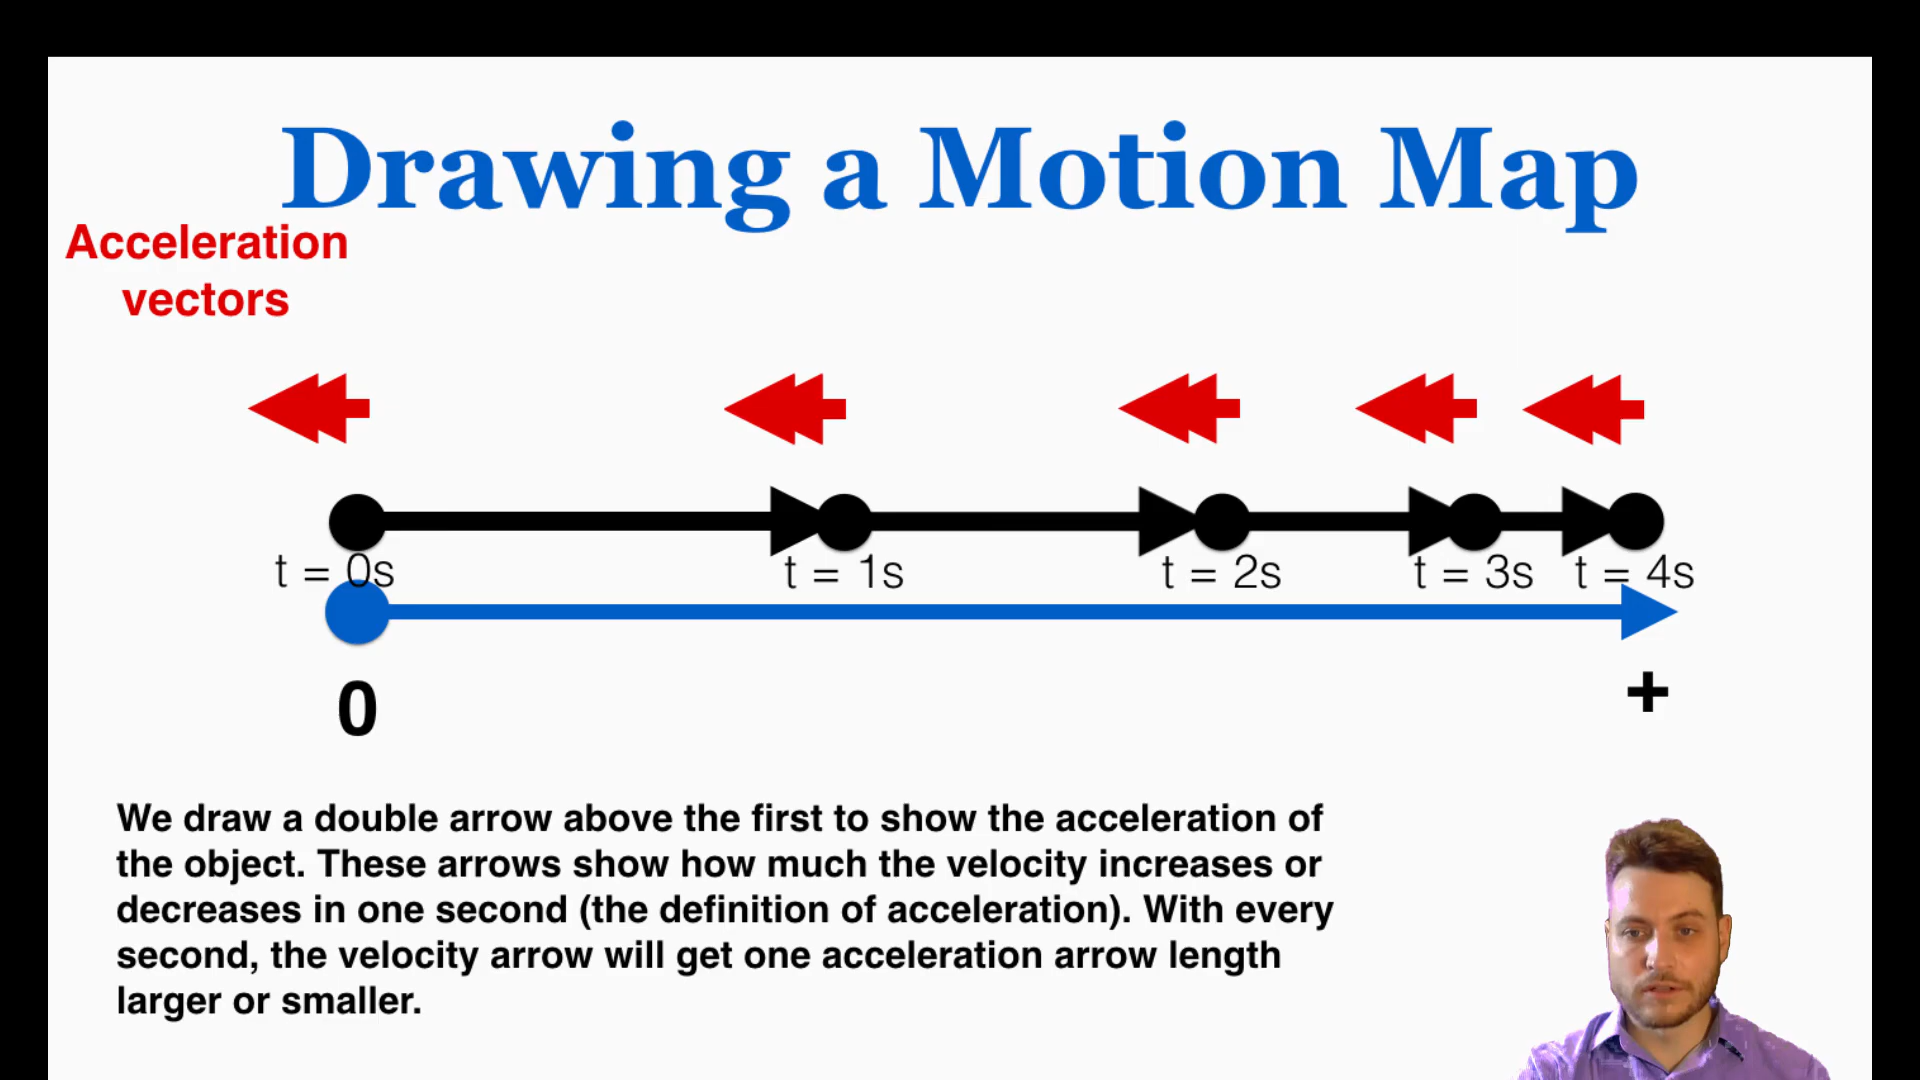 Drawing a Motion Map
Acceleration
vectors
t = 0s
t = 1s
t = 2s
t = 3s
t = 4s
0
+
We draw a double arrow above the first to show the acceleration of
the object. These arrows show how much the velocity increases or
decreases in one second (the definition of acceleration). With every
second, the velocity arrow will get one acceleration arrow length
larger or smaller.